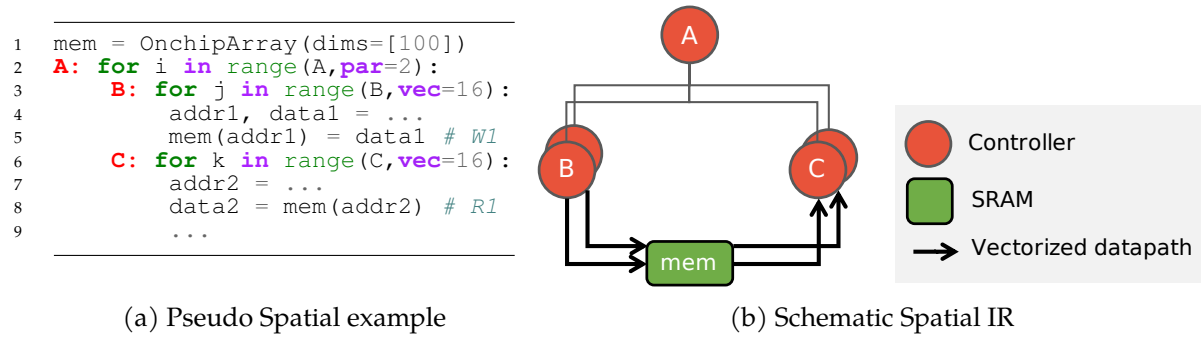 1 mem = OnchipArray(dims=[100])
2 A: for i in range(A,par=2):
3 B: for j in range(B,vec=16):
4 addr1, data1 = ...
5 mem(addr1) = data1 # W1
6 C: for k in range(C,vec=16):
7 addr2 = ...
8 data2 = mem(addr2) # R1
9 ...
(a) Pseudo Spatial example
A
B
C
mem
Controller
SRAM
Vectorized datapath
(b) Schematic Spatial IR